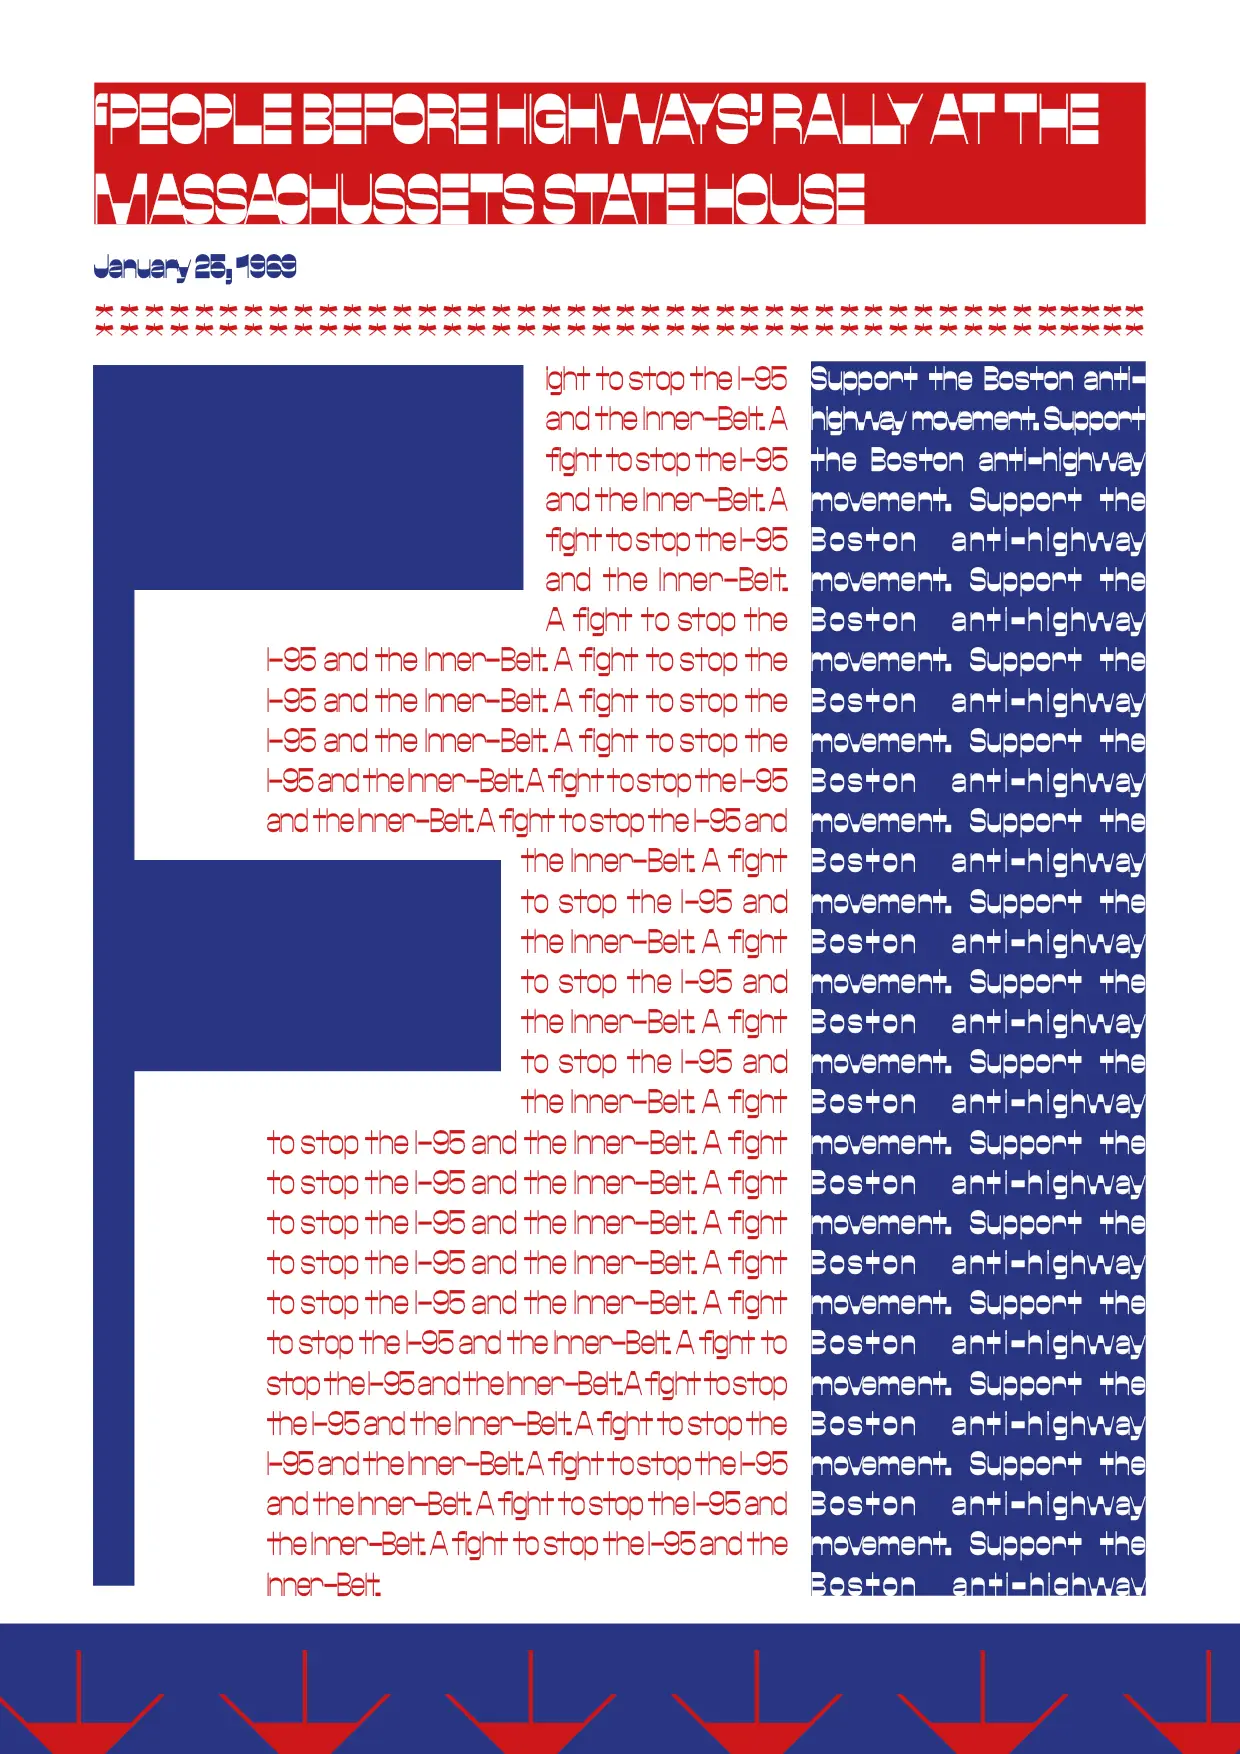 ‘PEOPLE BEFORE HIGHWAYS’ RALLY AT THE
MASSACHUSSETS STATE HOUSE
January 25, 1969
F
ight to stop the I-95
and the Inner-Belt. A
fight to stop the I-95
and the Inner-Belt. A
fight to stop the I-95
and the Inner-Belt.
A fight to stop the
I-95 and the Inner-Belt. A fight to stop the
I-95 and the Inner-Belt. A fight to stop the
I-95 and the Inner-Belt. A fight to stop the
I-95 and the Inner-Belt. A fight to stop the I-95
and the Inner-Belt. A fight to stop the I-95 and
the Inner-Belt. A fight
to stop the I-95 and
the Inner-Belt. A fight
to stop the I-95 and
the Inner-Belt. A fight
to stop the I-95 and
the Inner-Belt. A fight
to stop the I-95 and the Inner-Belt. A fight
to stop the I-95 and the Inner-Belt. A fight
to stop the I-95 and the Inner-Belt. A fight
to stop the I-95 and the Inner-Belt. A fight
to stop the I-95 and the Inner-Belt. A fight
to stop the I-95 and the Inner-Belt. A fight to
stop the I-95 and the Inner-Belt. A fight to stop
the I-95 and the Inner-Belt. A fight to stop the
I-95 and the Inner-Belt. A fight to stop the I-95
and the Inner-Belt. A fight to stop the I-95 and
the Inner-Belt. A fight to stop the I-95 and the
Inner-Belt.
Support the Boston anti-
highway movement. Support
the Boston anti-highway
movement. Support the
Boston anti-highway
movement. Support the
Boston anti-highway
movement. Support the
Boston anti-highway
movement. Support the
Boston anti-highway
movement. Support the
Boston anti-highway
movement. Support the
Boston anti-highway
movement. Support the
Boston anti-highway
movement. Support the
Boston anti-highway
movement. Support the
Boston anti-highway
movement. Support the
Boston anti-highway
movement. Support the
Boston anti-highway
movement. Support the
Boston anti-highway
movement. Support the
Boston anti-highway
movement. Support the
Boston anti-highway